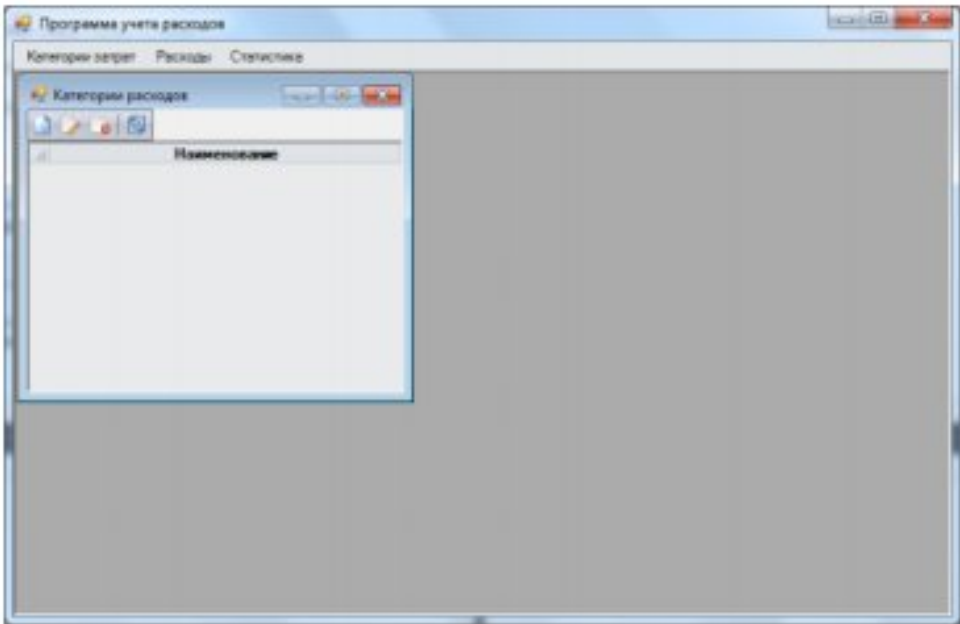 Программа учета расходов
Категории затрат Расходы Статистика
Категории расходов
Наименование